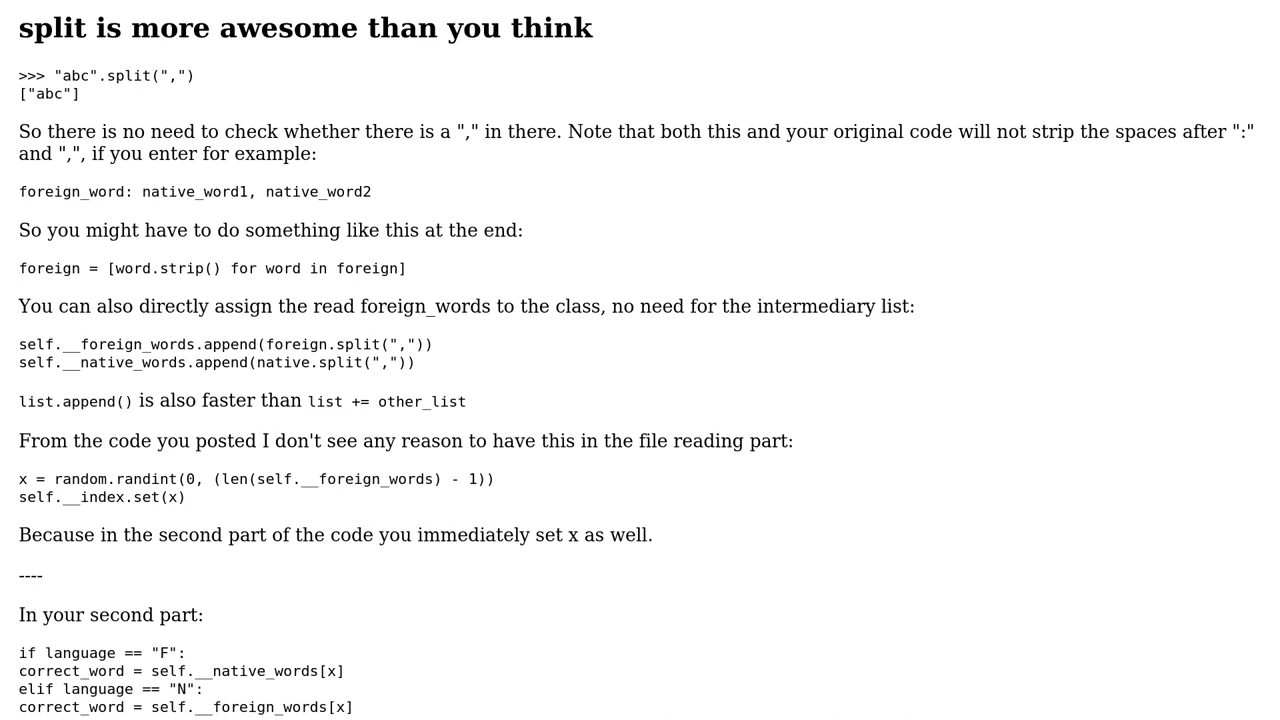 split is more awesome than you think
>>> "abc".split(",")
["abc"]
So there is no need to check whether there is a "," in there. Note that both this and your original code will not strip the spaces after ":"
and ",", if you enter for example:
foreign_word: native_word1, native_word2
So you might have to do something like this at the end:
foreign = [word.strip() for word in foreign]
You can also directly assign the read foreign_words to the class, no need for the intermediary list:
self.__foreign_words.append(foreign.split(","))
self.__native_words.append(native.split(","))
list.append() is also faster than list += other_list
From the code you posted I don't see any reason to have this in the file reading part:
x = random.randint(0, (len(self.__foreign_words) - 1))
self.__index.set(x)
Because in the second part of the code you immediately set x as well.
----
In your second part:
if language == "F":
correct_word = self.__native_words[x]
elif language == "N":
correct_word = self.__foreign_words[x]